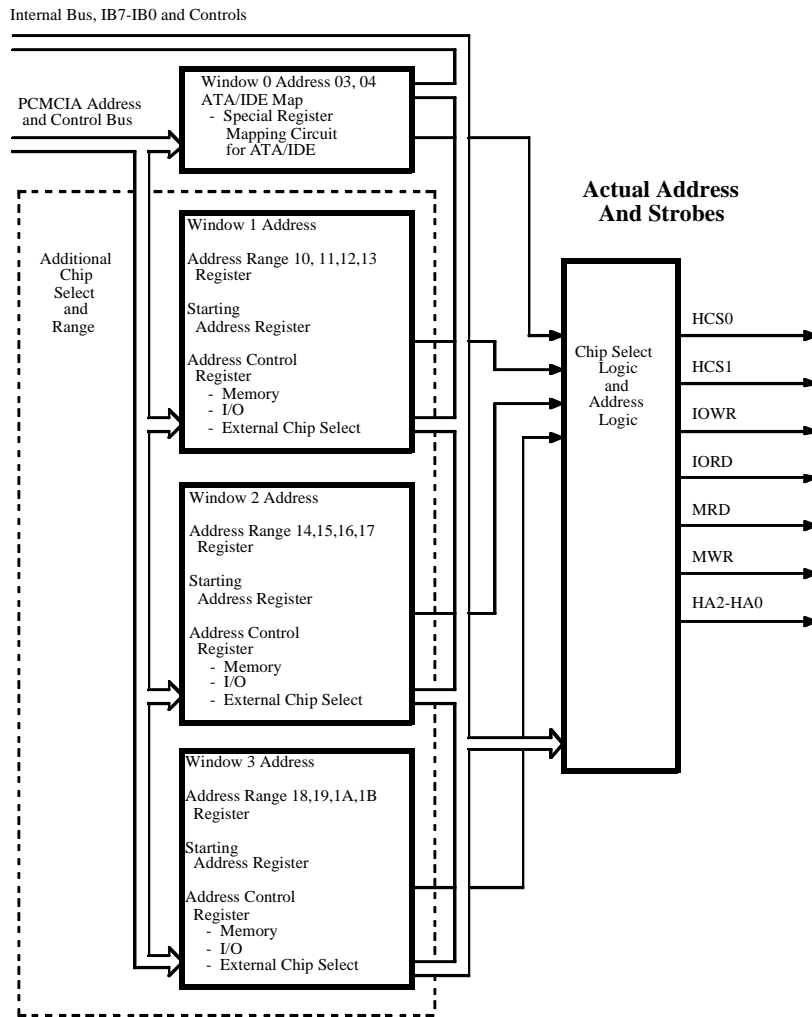 Internal Bus, IB7-IB0 and Controls
PCMCIA Address
and Control Bus
Window 0 Address 03, 04
ATA/IDE Map
- Special Register
Mapping Circuit
for ATA/IDE
Additional
Chip
Select
and
Range
Window 1 Address
Address Range 10, 11,12,13
Register
Starting
Address Register
Address Control
Register
- Memory
- I/O
- External Chip Select
Window 2 Address
Address Range 14,15,16,17
Register
Starting
Address Register
Address Control
Register
- Memory
- I/O
- External Chip Select
Window 3 Address
Address Range 18,19,1A,1B
Register
Starting
Address Register
Address Control
Register
- Memory
- I/O
- External Chip Select
Actual Address
And Strobes
Chip Select
Logic
and
Address
Logic
HCS0
HCS1
IOWR
IORD
MRD
MWR
HA2-HA0